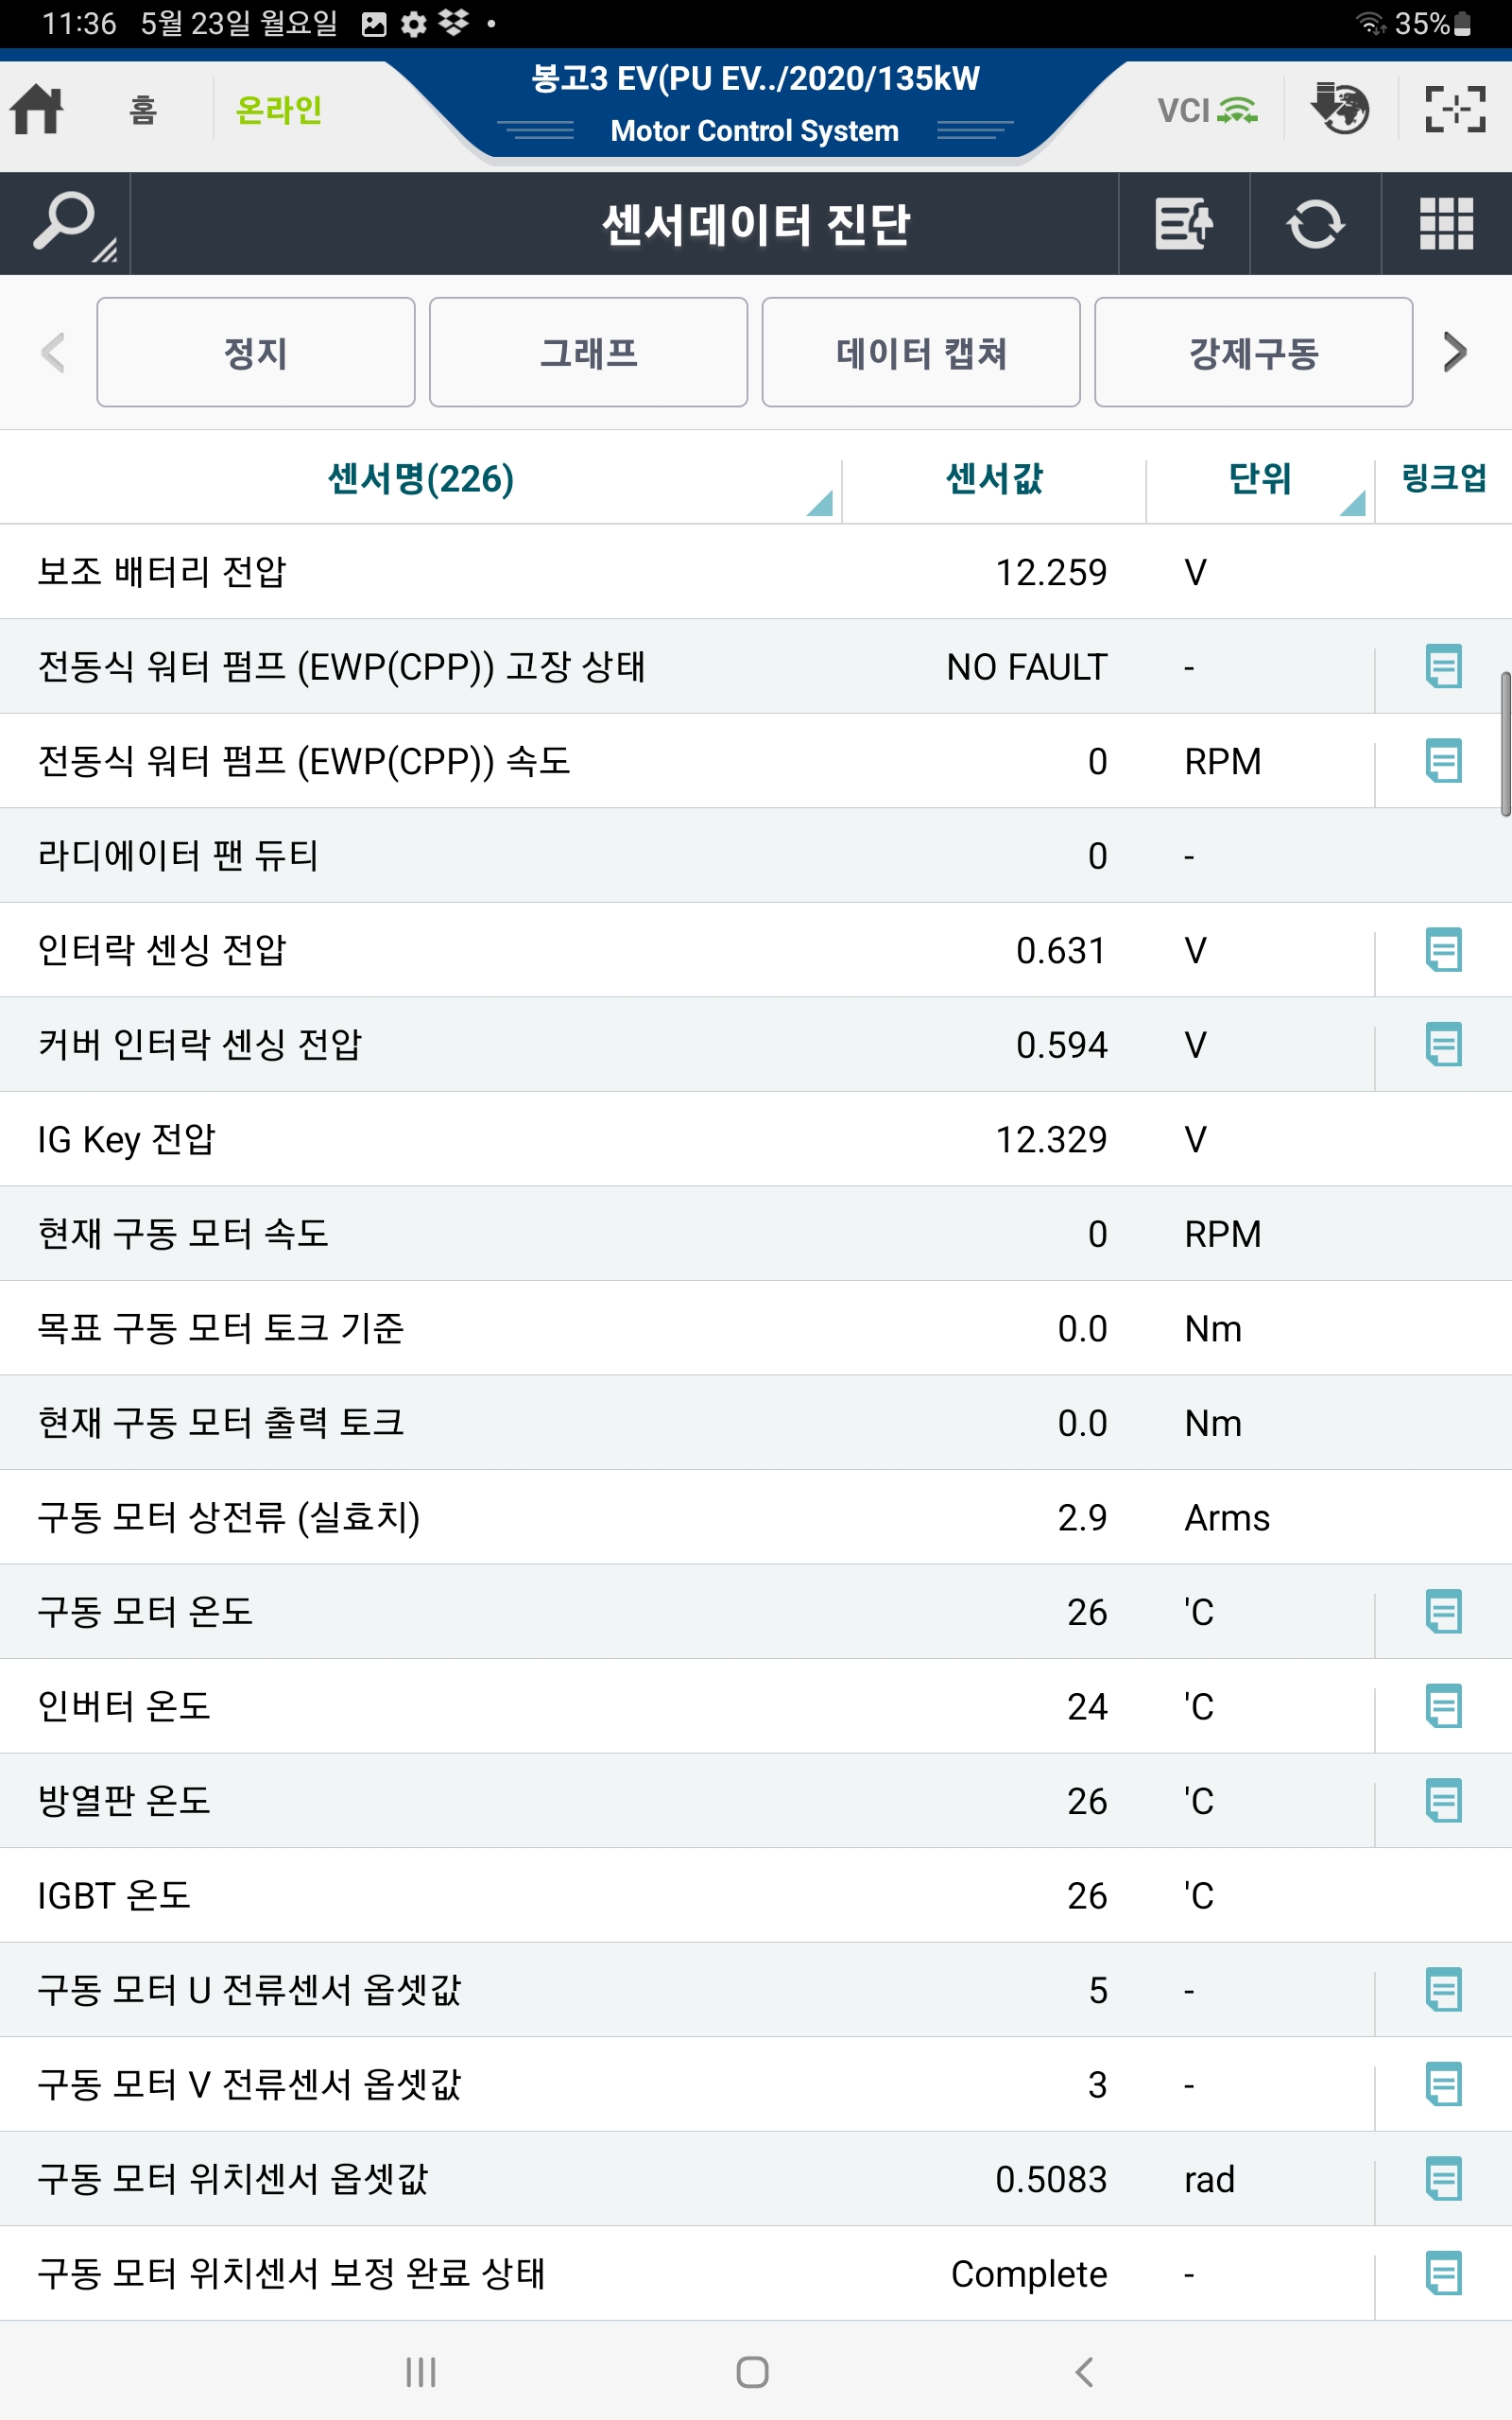 11:36 5월 23일 월요일 35%
봉고3 EV(PU EV../2020/135kW
홈 온라인 VCI
Motor Control System
센서데이터 진단
정지 그래프 데이터 캡쳐 강제구동
센서명(226) 센서값 단위 링크업
보조 배터리 전압 12.259 V
전동식 워터 펌프 (EWP(CPP)) 고장 상태 NO FAULT -
전동식 워터 펌프 (EWP(CPP)) 속도 0 RPM
라디에이터 팬 듀티 0 -
인터락 센싱 전압 0.631 V
커버 인터락 센싱 전압 0.594 V
IG Key 전압 12.329 V
현재 구동 모터 속도 0 RPM
목표 구동 모터 토크 기준 0.0 Nm
현재 구동 모터 출력 토크 0.0 Nm
구동 모터 상전류 (실효치) 2.9 Arms
구동 모터 온도 26 'C
인버터 온도 24 'C
방열판 온도 26 'C
IGBT 온도 26 'C
구동 모터 U 전류센서 옵셋값 5 -
구동 모터 V 전류센서 옵셋값 3 -
구동 모터 위치센서 옵셋값 0.5083 rad
구동 모터 위치센서 보정 완료 상태 Complete -